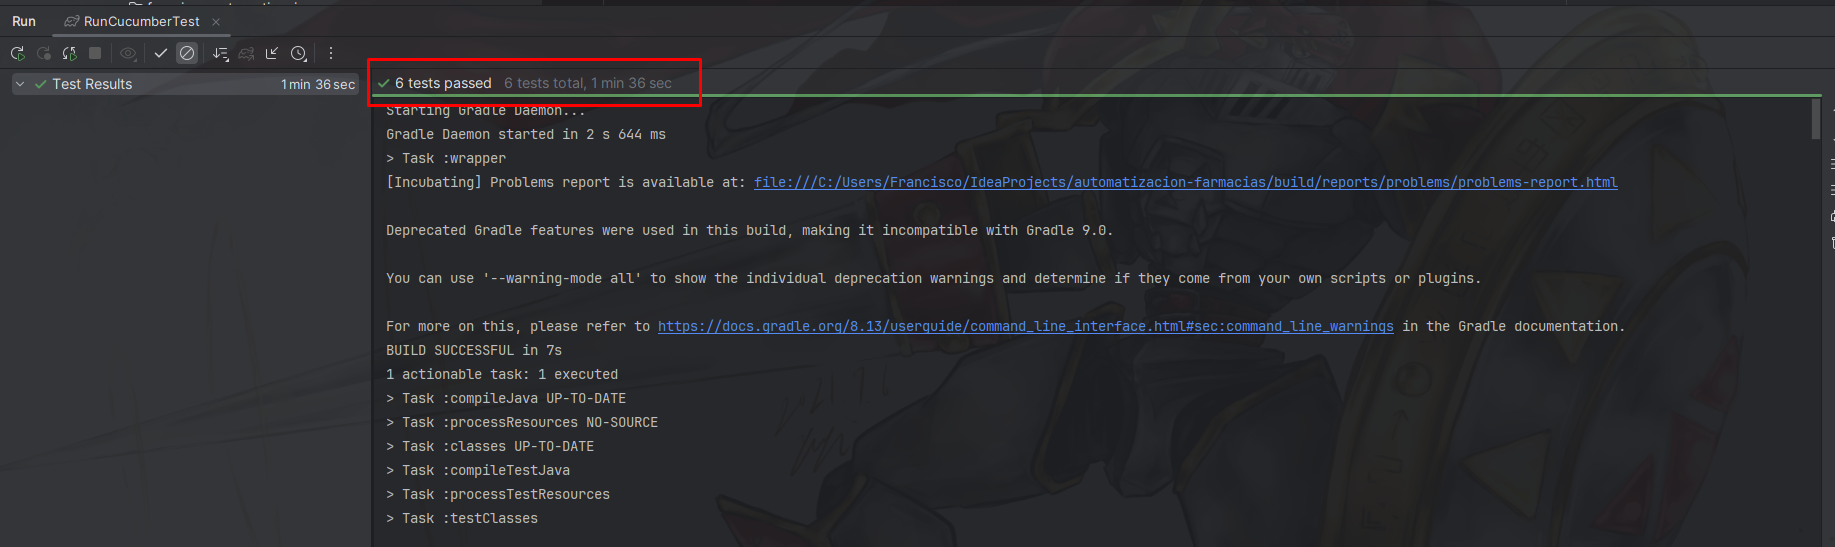 Run RunCucumberTest
Test Results 1 min 36 sec
6 tests passed 6 tests total, 1 min 36 sec
Starting Gradle Daemon...
Gradle Daemon started in 2 s 644 ms
> Task :wrapper
[Incubating] Problems report is available at: file:///C:/Users/Francisco/IdeaProjects/automatizacion-farmacias/build/reports/problems/problems-report.html
Deprecated Gradle features were used in this build, making it incompatible with Gradle 9.0.
You can use '--warning-mode all' to show the individual deprecation warnings and determine if they come from your own scripts or plugins.
For more on this, please refer to https://docs.gradle.org/8.13/userguide/command_line_interface.html#sec:command_line_warnings in the Gradle documentation.
BUILD SUCCESSFUL in 7s
1 actionable task: 1 executed
> Task :compileJava UP-TO-DATE
> Task :processResources NO-SOURCE
> Task :classes UP-TO-DATE
> Task :compileTestJava
> Task :processTestResources
> Task :testClasses